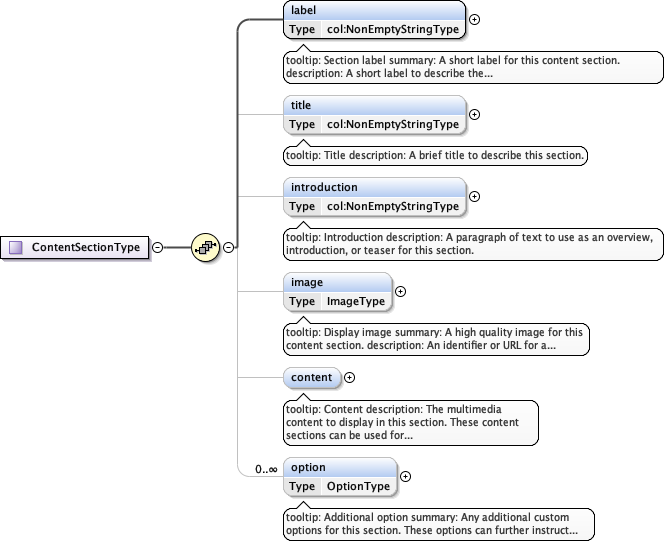 label
Type col:NonEmptyStringType
tooltip: Section label summary: A short label for this content section.
description: A short label to describe the...
title
Type col:NonEmptyStringType
tooltip: Title description: A brief title to describe this section.
introduction
Type col:NonEmptyStringType
ContentSectionType
tooltip: Introduction description: A paragraph of text to use as an overview,
introduction, or teaser for this section.
image
Type ImageType
tooltip: Display image summary: A high quality image for this
content section. description: An identifier or URL for a...
content
tooltip: Content description: The multimedia
content to display in this section. These content
sections can be used for...
0..∞
option
Type OptionType
tooltip: Additional option summary: Any additional custom
options for this section. These options can further instruct...